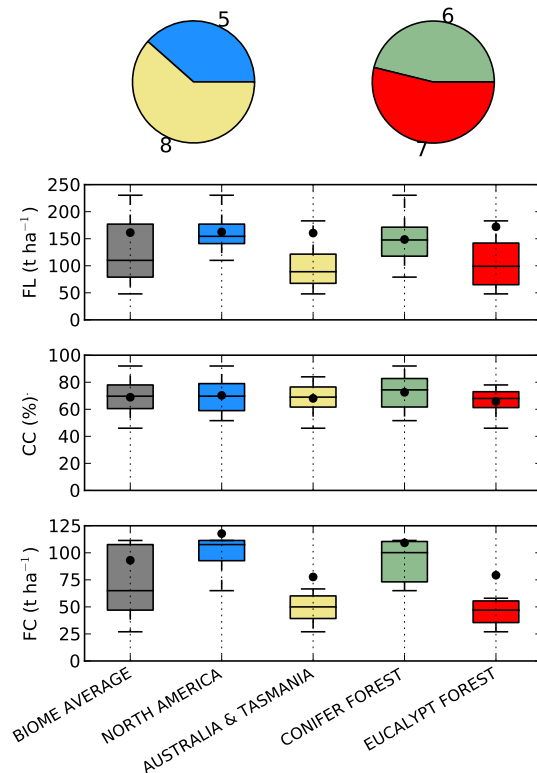 5
6
8
7
250
200
150
100
50
0
FL (t ha⁻¹)
100
80
60
40
20
0
CC (%)
125
100
75
50
25
0
FC (t ha⁻¹)
BIOME AVERAGE
NORTH AMERICA
AUSTRALIA & TASMANIA
CONIFER FOREST
EUCALYPT FOREST